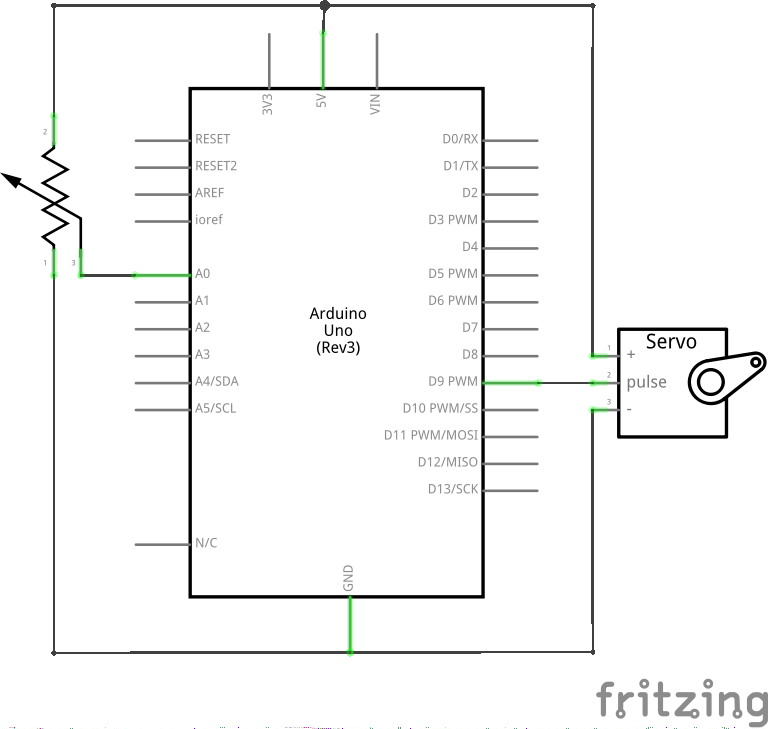 3V3
5V
VIN
RESET
RESET2
AREF
ioref
A0
A1
A2
A3
A4/SDA
A5/SCL
N/C
2
1
3
Arduino
Uno
(Rev3)
D0/RX
D1/TX
D2
D3 PWM
D4
D5 PWM
D6 PWM
D7
D8
D9 PWM
D10 PWM/SS
D11 PWM/MOSI
D12/MISO
D13/SCK
GND
Servo
1
+
2
pulse
3
-
fritzing